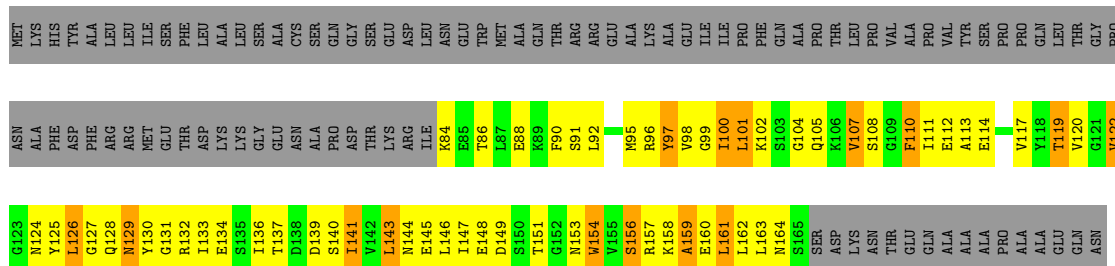 MET LYS HIS TYR ALA LEU LEU ILE SER PHE LEU ALA LEU SER ALA CYS SER GLN GLY SER GLU ASP LEU ASN GLU TRP MET ALA GLN THR ARG ARG GLU ALA LYS ALA GLU ILE ILE PRO PHE GLN ALA PRO THR LEU PRO VAL ALA PRO VAL TYR SER PRO PRO GLN LEU THR GLY PRO
ASN ALA PHE ASP PHE ARG ARG MET GLU THR ASP LYS LYS GLY GLU ASN ALA PRO ASP THR LYS ARG ILE K84 E85 T86 L87 E88 K89 F90 S91 L92 M95 R96 Y97 V98 G99 I100 L101 K102 S103 G104 Q105 K106 V107 S108 G109 F110 I111 E112 A113 E114 V117 Y118 T119 V120 G121 V122
G123 N124 Y125 L126 G127 Q128 N129 Y130 G131 R132 I133 E134 S135 I136 T137 D138 D139 S140 I141 V142 L143 N144 E145 L146 I147 E148 D149 S150 T151 G152 N153 W154 V155 S156 R157 K158 A159 E160 L161 L162 L163 N164 S165 SER ASP LYS ASN THR GLU GLN ALA ALA ALA PRO ALA ALA GLU GLN ASN